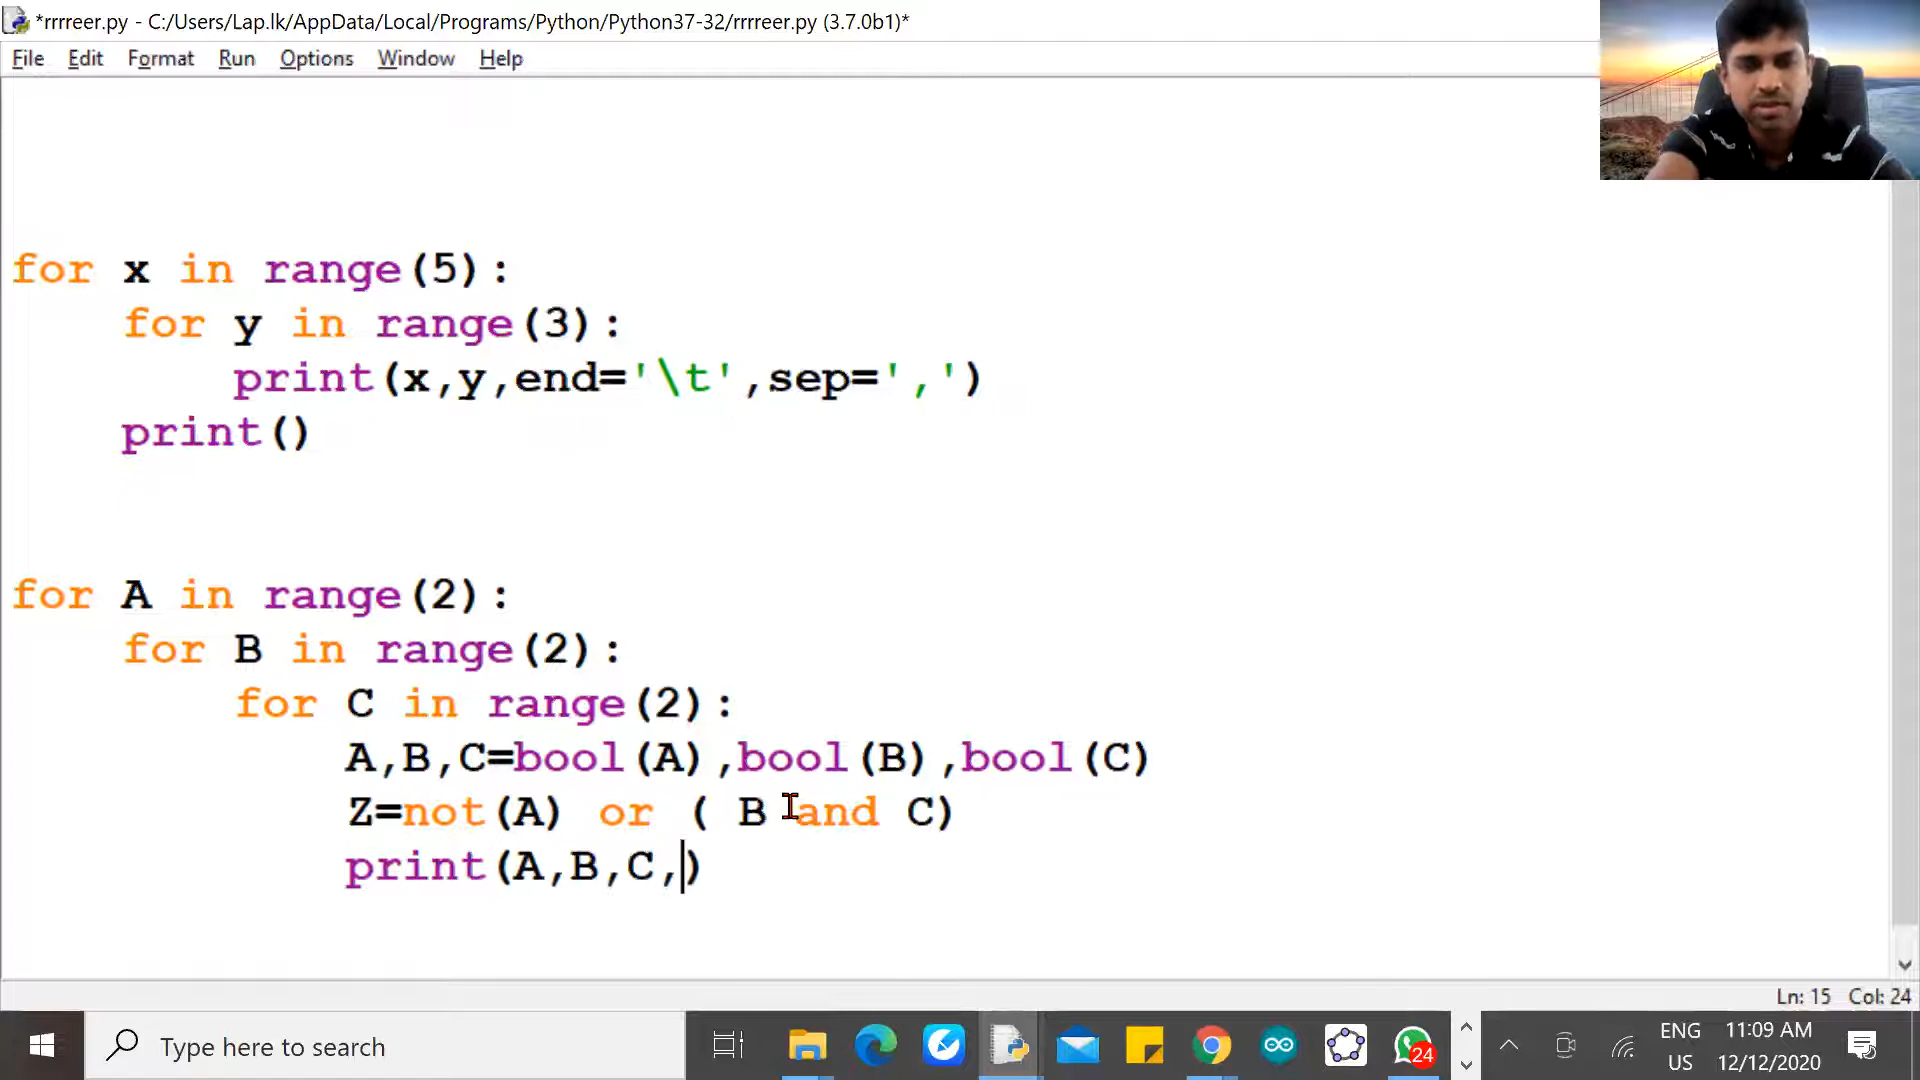 *rrrreer.py - C:/Users/Lap.lk/AppData/Local/Programs/Python/Python37-32/rrrreer.py (3.7.0b1)*
File Edit Format Run Options Window Help
for x in range(5):
    for y in range(3):
        print(x,y,end='\t',sep=',')
    print()
for A in range(2):
    for B in range(2):
        for C in range(2):
            A,B,C=bool(A),bool(B),bool(C)
            Z=not(A) or ( B and C)
            print(A,B,C,)
Ln: 15 Col: 24
Type here to search
24
ENG 11:09 AM
US 12/12/2020